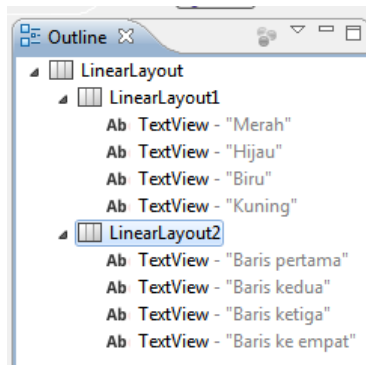 Outline
LinearLayout
LinearLayout1
Ab TextView - "Merah"
Ab TextView - "Hijau"
Ab TextView - "Biru"
Ab TextView - "Kuning"
LinearLayout2
Ab TextView - "Baris pertama"
Ab TextView - "Baris kedua"
Ab TextView - "Baris ketiga"
Ab TextView - "Baris ke empat"